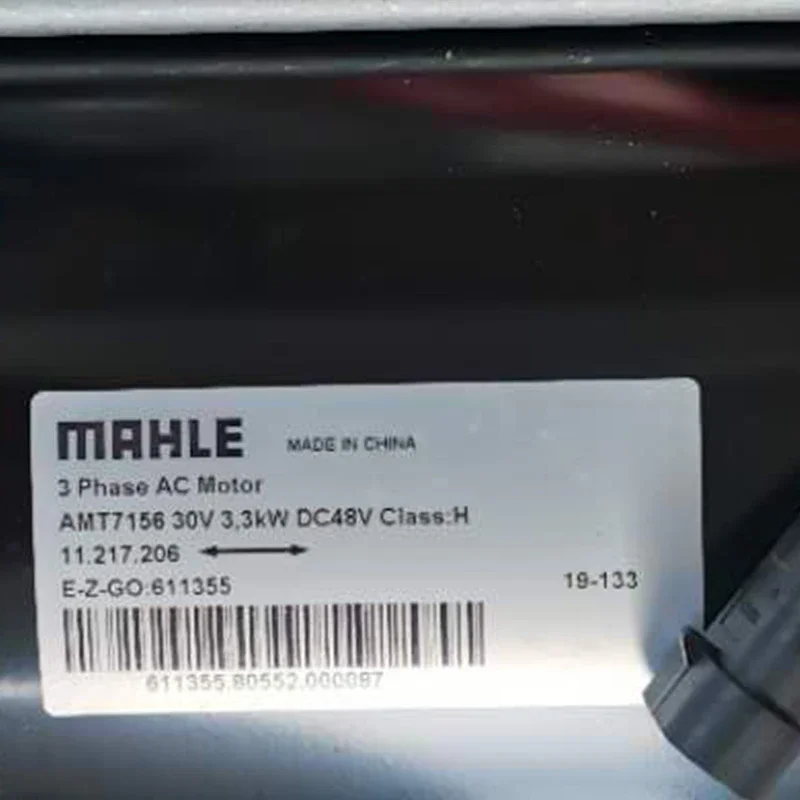 MAHLE MADE IN CHINA
3 Phase AC Motor
AMT7156 30V 3,3kW DC48V Class:H
11.217.206
E-Z-GO:611355 19-133
611355.80552.000087